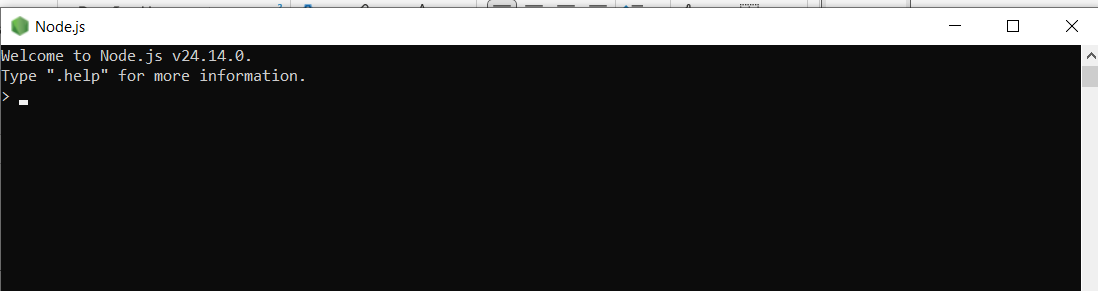 Node.js
Welcome to Node.js v24.14.0.
Type ".help" for more information.
>